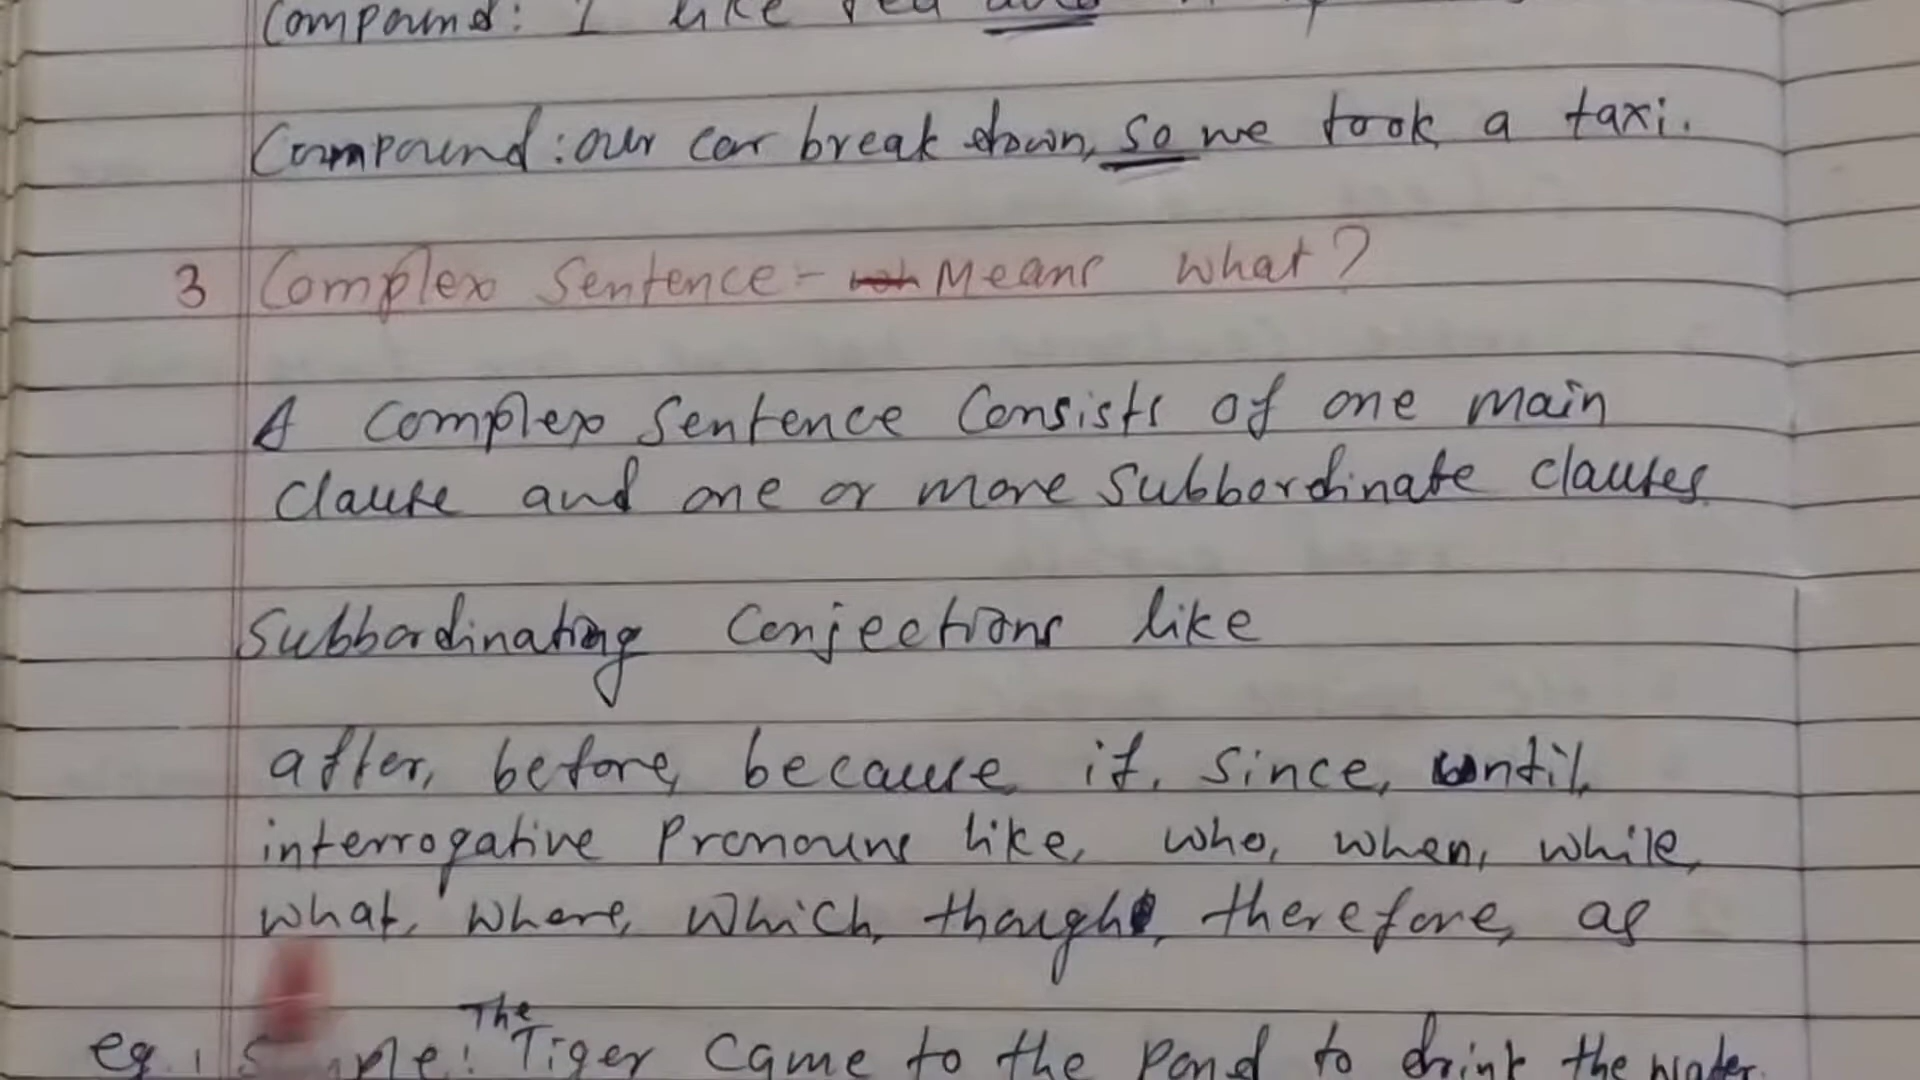 Compound: I like
Compound: our car break down, so we took a taxi.
3 Complex Sentence:- Means what?
A Complex Sentence Consists of one main
clause and one or more Subbordinate clauses
Subbordinating Conjections like
after, before, because if, since, until,
interrogative Pronouns like, who, when, while,
what, where, which, though, therefore, as
eg. 1 The
Tiger came to the pond to drink the water.